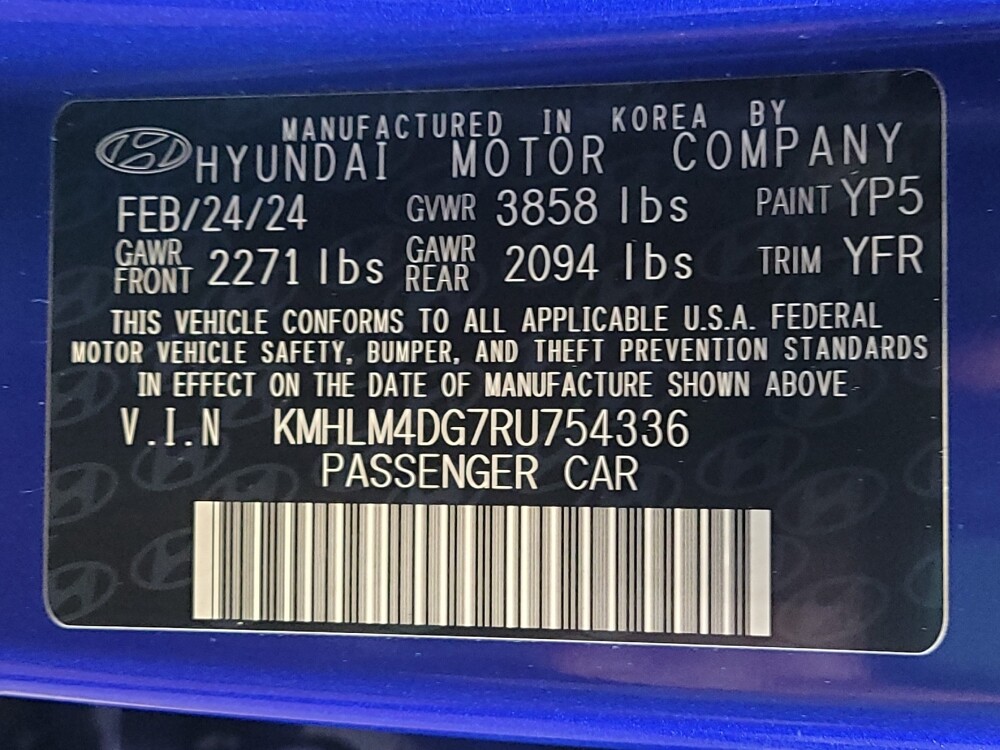 MANUFACTURED IN KOREA BY
HYUNDAI MOTOR COMPANY
FEB/24/24 GVWR 3858 lbs PAINT YP5
GAWR FRONT 2271 lbs GAWR REAR 2094 lbs TRIM YFR
THIS VEHICLE CONFORMS TO ALL APPLICABLE U.S.A. FEDERAL
MOTOR VEHICLE SAFETY, BUMPER, AND THEFT PREVENTION STANDARDS
IN EFFECT ON THE DATE OF MANUFACTURE SHOWN ABOVE.
V.I.N KMHLM4DG7RU754336
PASSENGER CAR